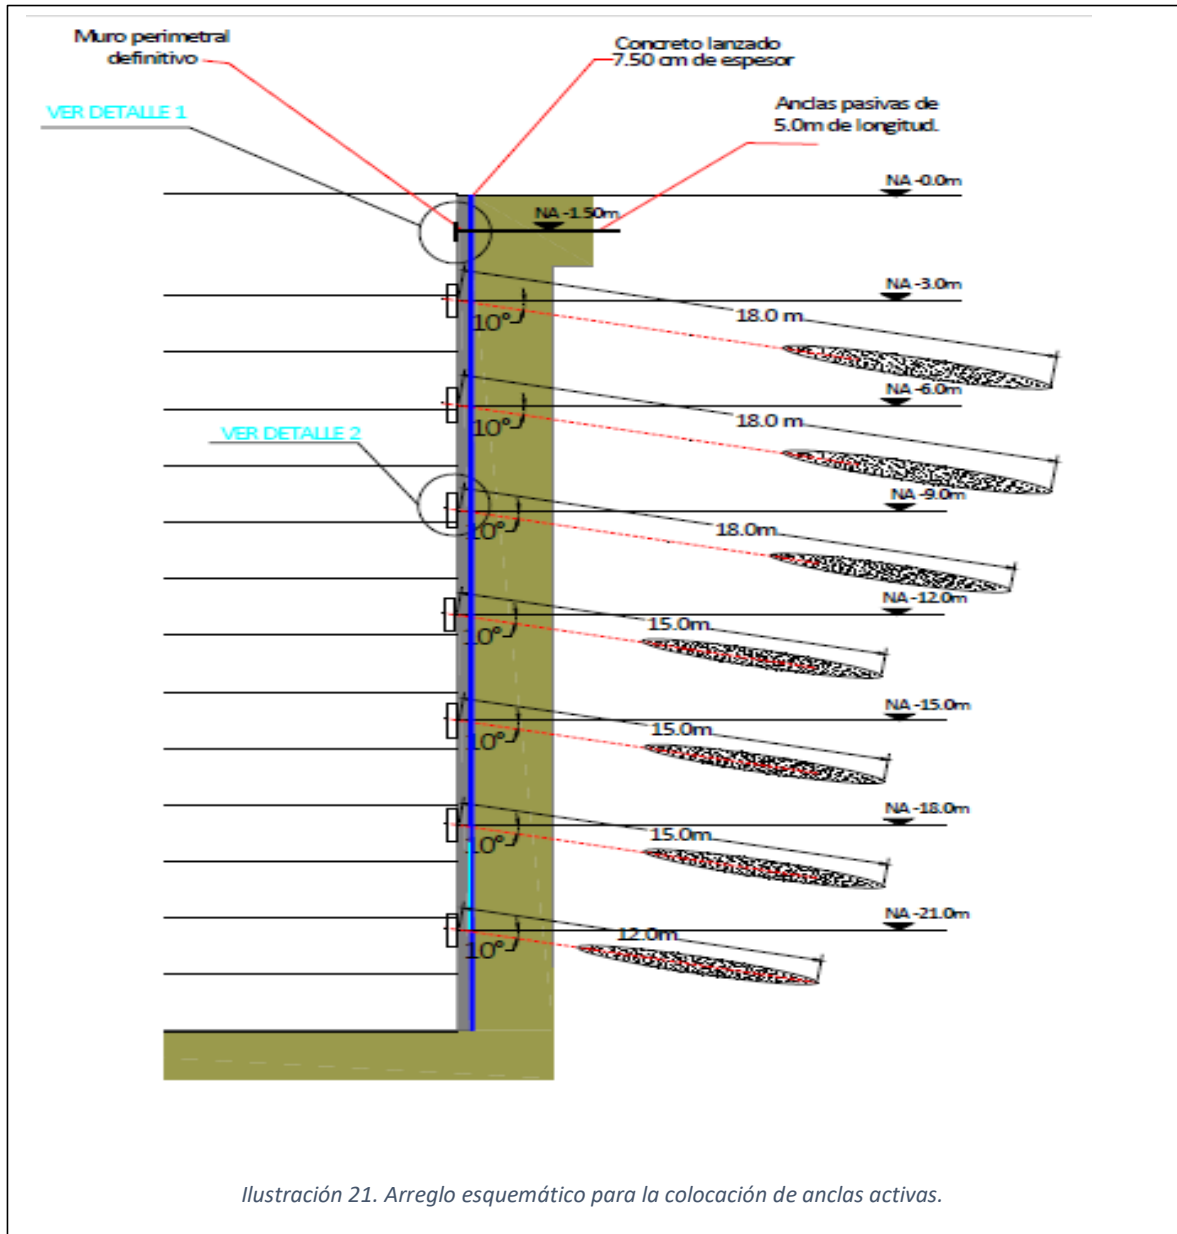 Muro perimetral
definitivo
Concreto lanzado
7.50 cm de espesor
VER DETALLE 1
Anclas pasivas de
5.0m de longitud.
NA -0.0m
NA -1.50m
NA -3.0m
10°
18.0 m.
NA -6.0m
10°
18.0 m.
VER DETALLE 2
NA -9.0m
10°
18.0m.
NA -12.0m
10°
15.0m.
NA -15.0m
10°
15.0m.
NA -18.0m
10°
15.0m.
NA -21.0m
10°
12.0m.
Ilustración 21. Arreglo esquemático para la colocación de anclas activas.